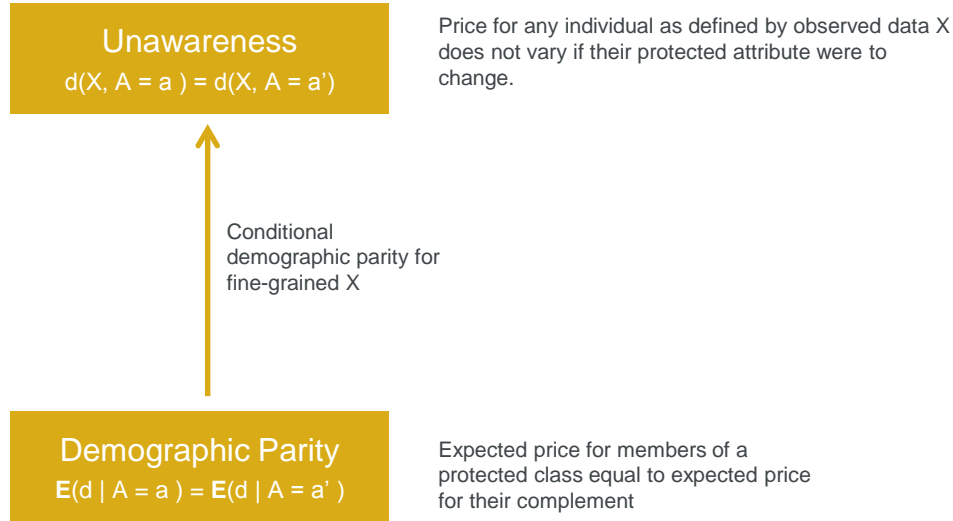 Unawareness
d(X, A = a ) = d(X, A = a’)
Price for any individual as defined by observed data X
does not vary if their protected attribute were to
change.
Conditional
demographic parity for
fine-grained X
Demographic Parity
E(d | A = a ) = E(d | A = a’ )
Expected price for members of a
protected class equal to expected price
for their complement